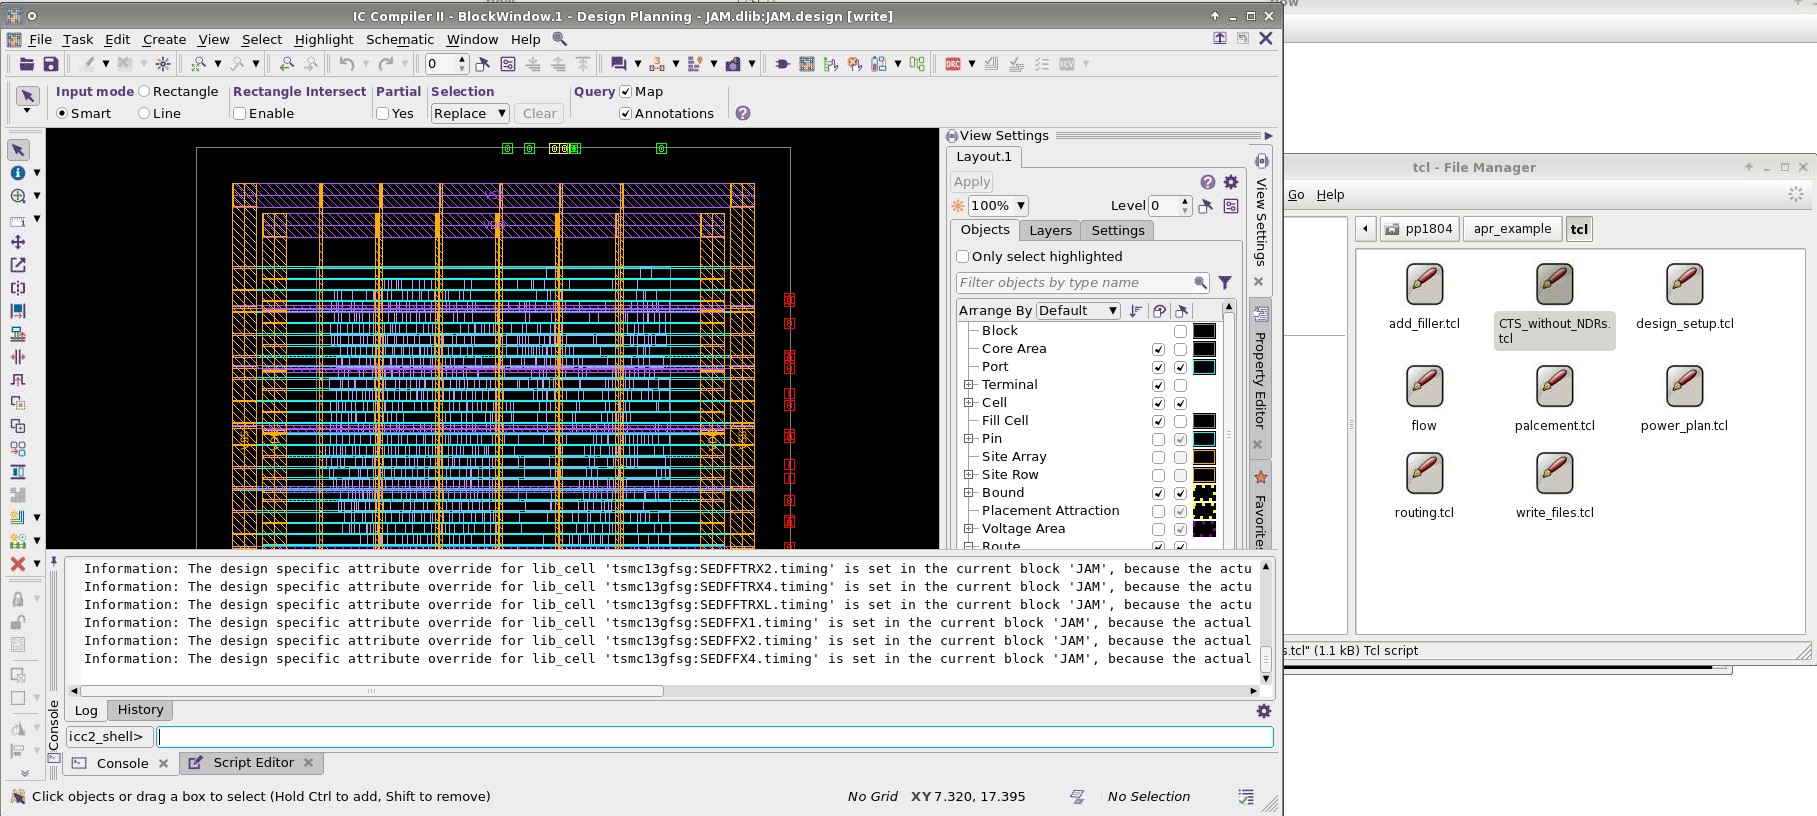 IC Compiler II - BlockWindow.1 - Design Planning - JAM.dlib:JAM.design [write]
File Task Edit Create View Select Highlight Schematic Window Help
0
DRC
Input mode Rectangle Rectangle Intersect Partial Selection Query Map
Smart Line Enable Yes Replace Clear Annotations
View Settings
Layout.1
Apply
100% Level 0
Objects Layers Settings
Only select highlighted
Filter objects by type name
Arrange By Default
Block
Core Area
Port
Terminal
Cell
Fill Cell
Pin
Site Array
Site Row
Bound
Placement Attraction
Voltage Area
Route
View Settings
Property Editor
Favorites
Information: The design specific attribute override for lib_cell 'tsmc13gfsg:SEDFFTRX2.timing' is set in the current block 'JAM', because the actu
Information: The design specific attribute override for lib_cell 'tsmc13gfsg:SEDFFTRX4.timing' is set in the current block 'JAM', because the actu
Information: The design specific attribute override for lib_cell 'tsmc13gfsg:SEDFFTRXL.timing' is set in the current block 'JAM', because the actu
Information: The design specific attribute override for lib_cell 'tsmc13gfsg:SEDFFX1.timing' is set in the current block 'JAM', because the actual
Information: The design specific attribute override for lib_cell 'tsmc13gfsg:SEDFFX2.timing' is set in the current block 'JAM', because the actual
Information: The design specific attribute override for lib_cell 'tsmc13gfsg:SEDFFX4.timing' is set in the current block 'JAM', because the actual
Log History
Console
icc2_shell>
Console Script Editor
Click objects or drag a box to select (Hold Ctrl to add, Shift to remove) No Grid XY 7.320, 17.395 No Selection
tcl - File Manager
Go Help
pp1804 apr_example tcl
add_filler.tcl
CTS_without_NDRs.
tcl
design_setup.tcl
flow
palcement.tcl
power_plan.tcl
routing.tcl
write_files.tcl
s.tcl" (1.1 kB) Tcl script